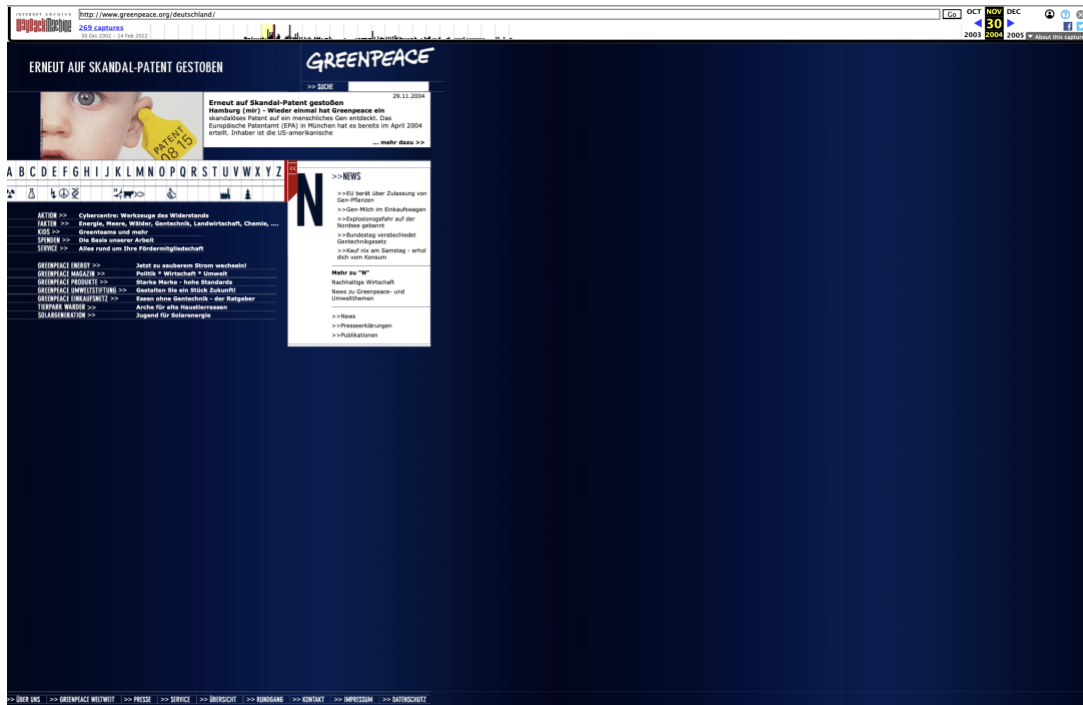 INTERNET ARCHIVE
WayBackMachine
http://www.greenpeace.org/deutschland/
Go
269 captures
30 Oct 2002 – 14 Feb 2022
OCT NOV DEC
30
2003 2004 2005
About this capture
ERNEUT AUF SKANDAL-PATENT GESTOßEN
GREENPEACE
>> SUCHE
PATENT
08 15
29.11.2004
Erneut auf Skandal-Patent gestoßen
Hamburg (mir) - Wieder einmal hat Greenpeace ein
skandalöses Patent auf ein menschliches Gen entdeckt. Das
Europäische Patentamt (EPA) in München hat es bereits im April 2004
erteilt. Inhaber ist die US-amerikanische
... mehr dazu >>
A B C D E F G H I J K L M N O P Q R S T U V W X Y Z
<<
AKTION >> Cybercentre: Werkzeuge des Widerstands
FAKTEN >> Energie, Meere, Wälder, Gentechnik, Landwirtschaft, Chemie, ....
KIDS >> Greenteams und mehr
SPENDEN >> Die Basis unserer Arbeit
SERVICE >> Alles rund um Ihre Fördermitgliedschaft
GREENPEACE ENERGY >> Jetzt zu sauberem Strom wechseln!
GREENPEACE MAGAZIN >> Politik * Wirtschaft * Umwelt
GREENPEACE PRODUKTE >> Starke Marke - hohe Standards
GREENPEACE UMWELTSTIFTUNG >> Gestalten Sie ein Stück Zukunft!
GREENPEACE EINKAUFSNETZ >> Essen ohne Gentechnik - der Ratgeber
TIERPARK WARDER >> Arche für alte Haustierrassen
SOLARGENERATION >> Jugend für Solarenergie
N
>>NEWS
>>EU berät über Zulassung von
Gen-Pflanzen
>>Gen-Milch im Einkaufswagen
>>Explosionsgefahr auf der
Nordsee gebannt
>>Bundestag verabschiedet
Gentechnikgesetz
>>Kauf nix am Samstag - erhol
dich vom Konsum
Mehr zu "N"
Nachhaltige Wirtschaft
News zu Greenpeace- und
Umweltthemen
>>News
>>Presseerklärungen
>>Publikationen
>> ÜBER UNS >> GREENPEACE WELTWEIT >> PRESSE >> SERVICE >> ÜBERSICHT >> RUNDGANG >> KONTAKT >> IMPRESSUM >> DATENSCHUTZ